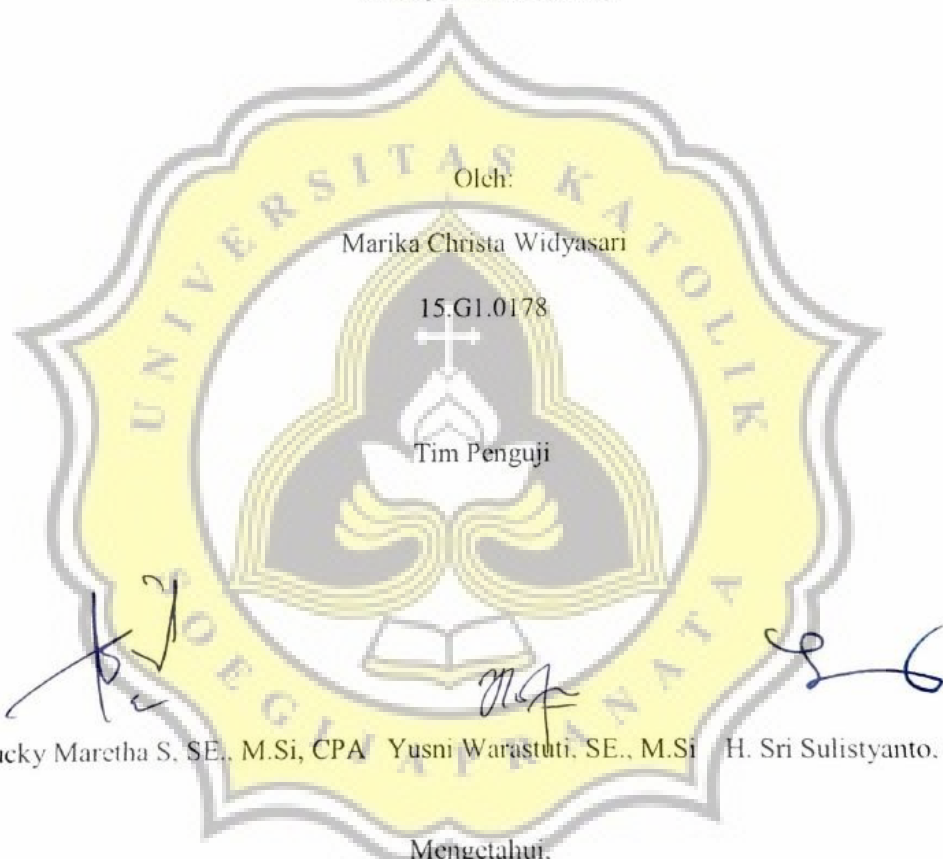 Oleh:
Marika Christa Widyasari
15.G1.0178
Tim Penguji
UNIVERSITAS KATOLIK
SOEGIJAPRANATA
ucky Maretha S, SE., M.Si, CPA Yusni Warastuti, SE., M.Si H. Sri Sulistyanto,
Mengetahui,